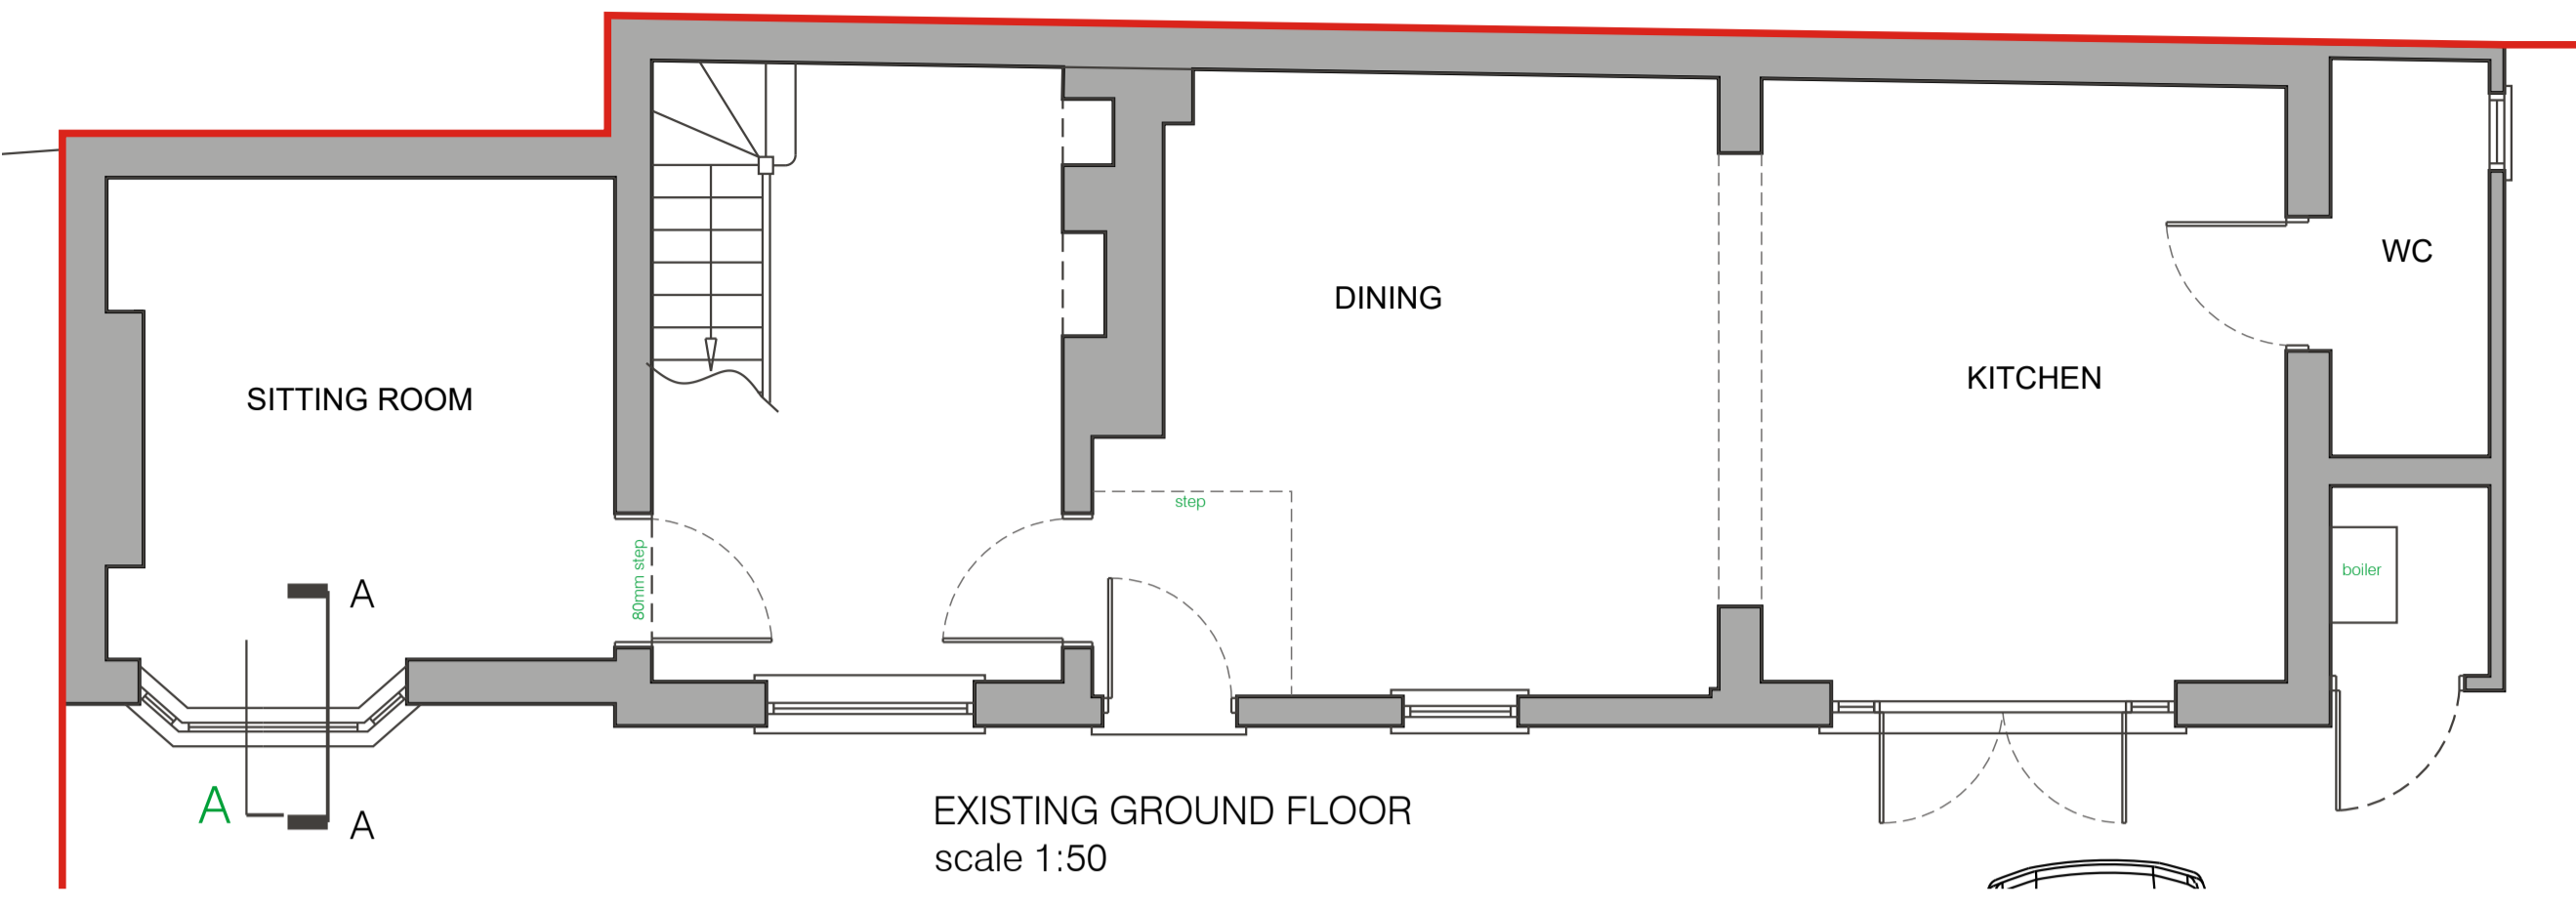 WC
DINING
KITCHEN
SITTING ROOM
step
80mm step
boiler
A
A
A
EXISTING GROUND FLOOR
scale 1:50